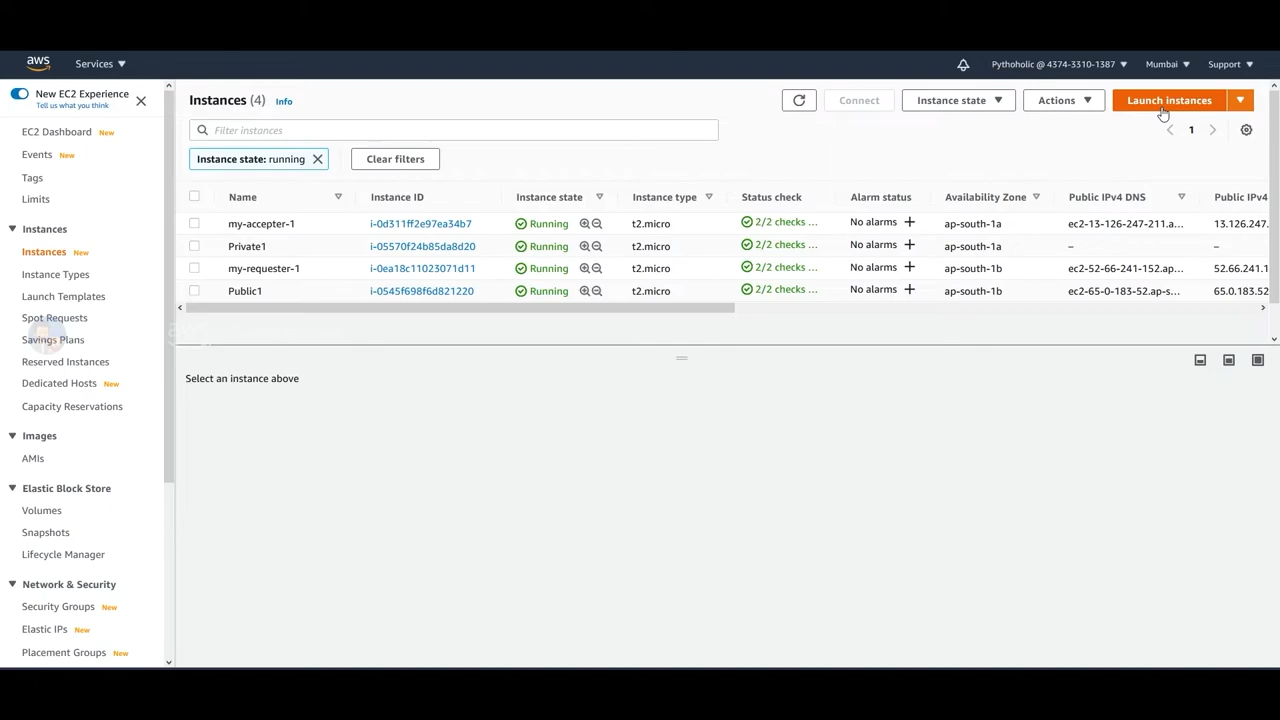 aws Services Pythoholic @ 4374-3310-1387 Mumbai Support
New EC2 Experience
Tell us what you think
EC2 Dashboard New
Events New
Tags
Limits
Instances
Instances New
Instance Types
Launch Templates
Spot Requests
Savings Plans
Reserved Instances
Dedicated Hosts New
Capacity Reservations
Images
AMIs
Elastic Block Store
Volumes
Snapshots
Lifecycle Manager
Network & Security
Security Groups New
Elastic IPs New
Placement Groups New
Instances (4) Info Connect Instance state Actions Launch instances
Filter instances 1
Instance state: running Clear filters
Name Instance ID Instance state Instance type Status check Alarm status Availability Zone Public IPv4 DNS Public IPv4
my-accepter-1 i-0d311ff2e97ea34b7 Running t2.micro 2/2 checks ... No alarms + ap-south-1a ec2-13-126-247-211.a... 13.126.247.
Private1 i-05570f24b85da8d20 Running t2.micro 2/2 checks ... No alarms + ap-south-1a – –
my-requester-1 i-0ea18c11023071d11 Running t2.micro 2/2 checks ... No alarms + ap-south-1b ec2-52-66-241-152.ap... 52.66.241.1
Public1 i-0545f698f6d821220 Running t2.micro 2/2 checks ... No alarms + ap-south-1b ec2-65-0-183-52.ap-s... 65.0.183.52
Select an instance above